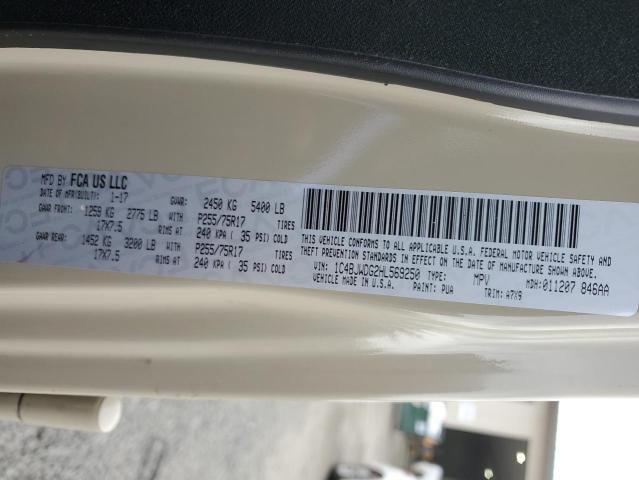 MFD BY FCA US LLC
DATE OF MFR(BUILT): 1-17 GVWR: 2450 KG 5400 LB
GAWR FRONT: 1259 KG 2775 LB WITH P255/75R17 TIRES
17X7.5 RIMS AT 240 KPA ( 35 PSI) COLD
GAWR REAR: 1452 KG 3200 LB WITH P255/75R17 TIRES
17X7.5 RIMS AT 240 KPA ( 35 PSI) COLD
THIS VEHICLE CONFORMS TO ALL APPLICABLE U.S.A. FEDERAL MOTOR VEHICLE SAFETY AND
THEFT PREVENTION STANDARDS IN EFFECT ON THE DATE OF MANUFACTURE SHOWN ABOVE.
VIN: 1C4BJWDG2HL569250 TYPE: MPV MDH: 011207 846AA
MADE IN U.S.A. PAINT: PUA TRIM: A7X9